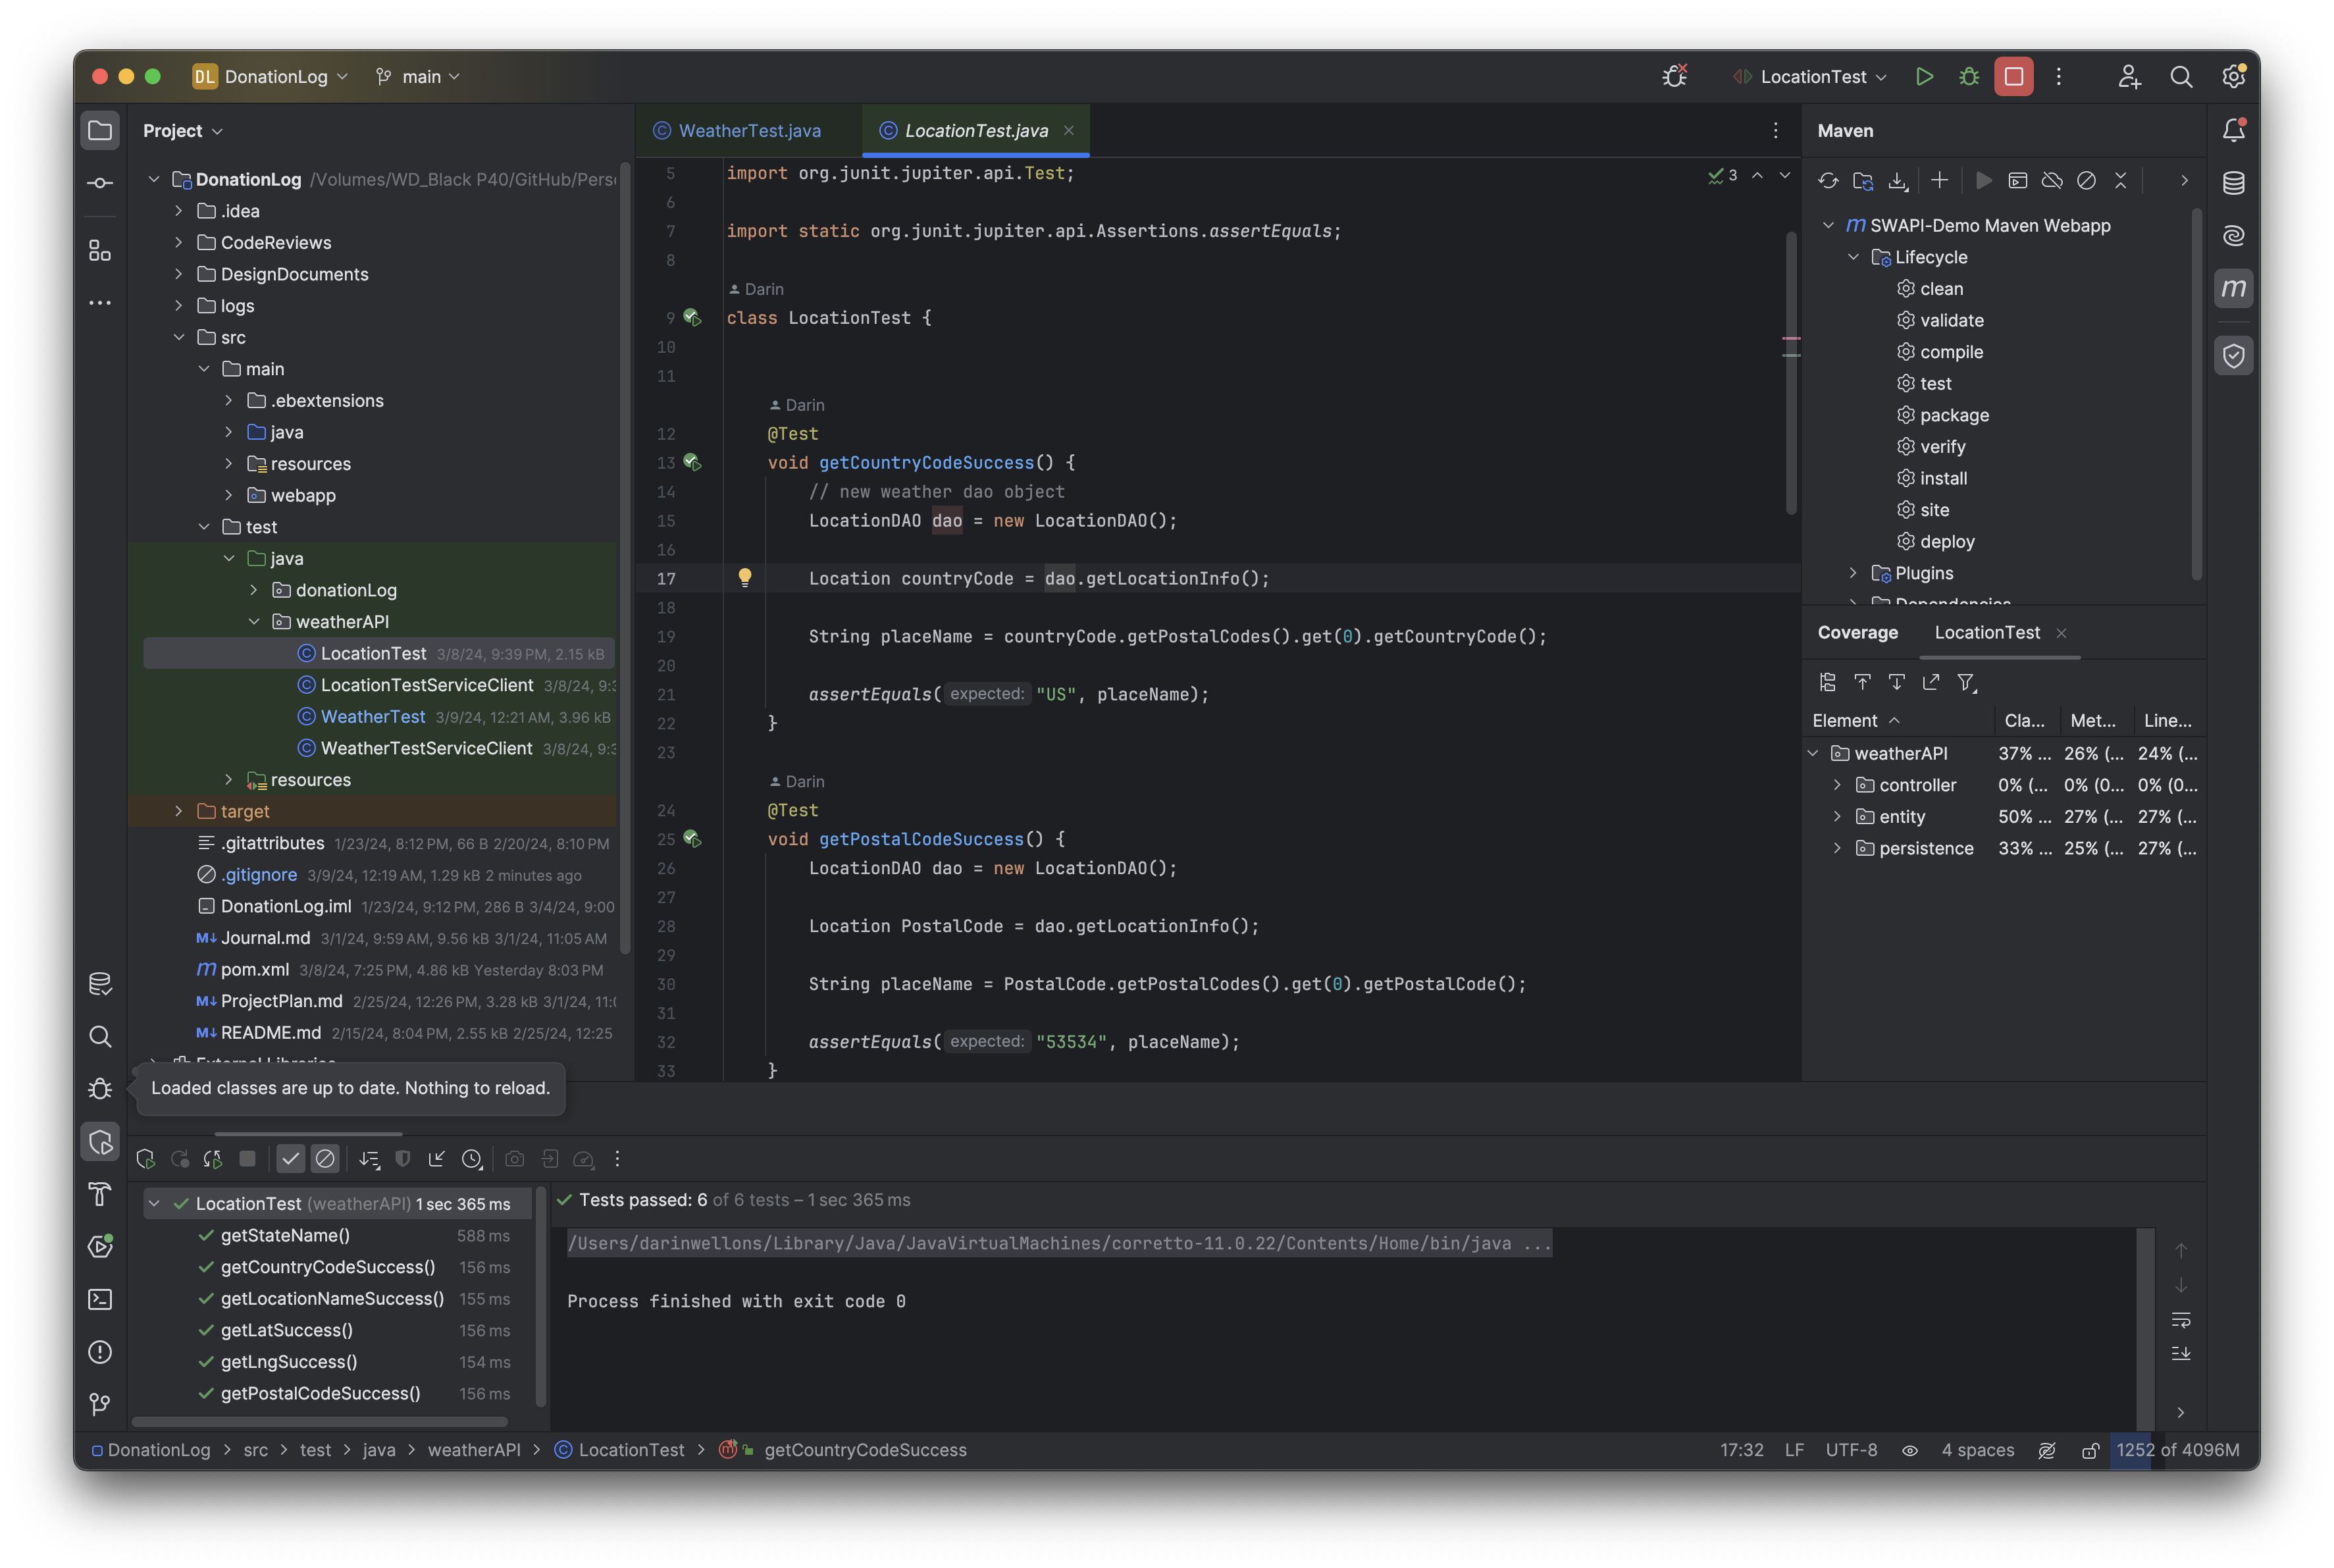 DL DonationLog main LocationTest
Project
DonationLog /Volumes/WD_Black P40/GitHub/Pers
.idea
CodeReviews
DesignDocuments
logs
src
main
.ebextensions
java
resources
webapp
test
java
donationLog
weatherAPI
LocationTest 3/8/24, 9:39 PM, 2.15 kB
LocationTestServiceClient 3/8/24, 9:3
WeatherTest 3/9/24, 12:21 AM, 3.96 kB
WeatherTestServiceClient 3/8/24, 9:3
resources
target
.gitattributes 1/23/24, 8:12 PM, 66 B 2/20/24, 8:10 PM
.gitignore 3/9/24, 12:19 AM, 1.29 kB 2 minutes ago
DonationLog.iml 1/23/24, 9:12 PM, 286 B 3/4/24, 9:00
M↓ Journal.md 3/1/24, 9:59 AM, 9.56 kB 3/1/24, 11:05 AM
m pom.xml 3/8/24, 7:25 PM, 4.86 kB Yesterday 8:03 PM
M↓ ProjectPlan.md 2/25/24, 12:26 PM, 3.28 kB 3/1/24, 11:0
M↓ README.md 2/15/24, 8:04 PM, 2.55 kB 2/25/24, 12:25
External Libraries
Loaded classes are up to date. Nothing to reload.
WeatherTest.java LocationTest.java
5 import org.junit.jupiter.api.Test; 3
6
7 import static org.junit.jupiter.api.Assertions.assertEquals;
8
Darin
9 class LocationTest {
10
11
Darin
12 @Test
13 void getCountryCodeSuccess() {
14 // new weather dao object
15 LocationDAO dao = new LocationDAO();
16
17 Location countryCode = dao.getLocationInfo();
18
19 String placeName = countryCode.getPostalCodes().get(0).getCountryCode();
20
21 assertEquals( expected: "US", placeName);
22 }
23
Darin
24 @Test
25 void getPostalCodeSuccess() {
26 LocationDAO dao = new LocationDAO();
27
28 Location PostalCode = dao.getLocationInfo();
29
30 String placeName = PostalCode.getPostalCodes().get(0).getPostalCode();
31
32 assertEquals( expected: "53534", placeName);
33 }
Maven
m SWAPI-Demo Maven Webapp
Lifecycle
clean
validate
compile
test
package
verify
install
site
deploy
Plugins
Dependencies
m
Coverage LocationTest
Element Cla... Met... Line...
weatherAPI 37% ... 26% (... 24% (...
controller 0% (... 0% (0... 0% (0...
entity 50% ... 27% (... 27% (...
persistence 33% ... 25% (... 27% (...
LocationTest (weatherAPI) 1 sec 365 ms
getStateName() 588 ms
getCountryCodeSuccess() 156 ms
getLocationNameSuccess() 155 ms
getLatSuccess() 156 ms
getLngSuccess() 154 ms
getPostalCodeSuccess() 156 ms
Tests passed: 6 of 6 tests – 1 sec 365 ms
/Users/darinwellons/Library/Java/JavaVirtualMachines/corretto-11.0.22/Contents/Home/bin/java ...
Process finished with exit code 0
DonationLog > src > test > java > weatherAPI > LocationTest > m getCountryCodeSuccess
17:32 LF UTF-8 4 spaces 1252 of 4096M